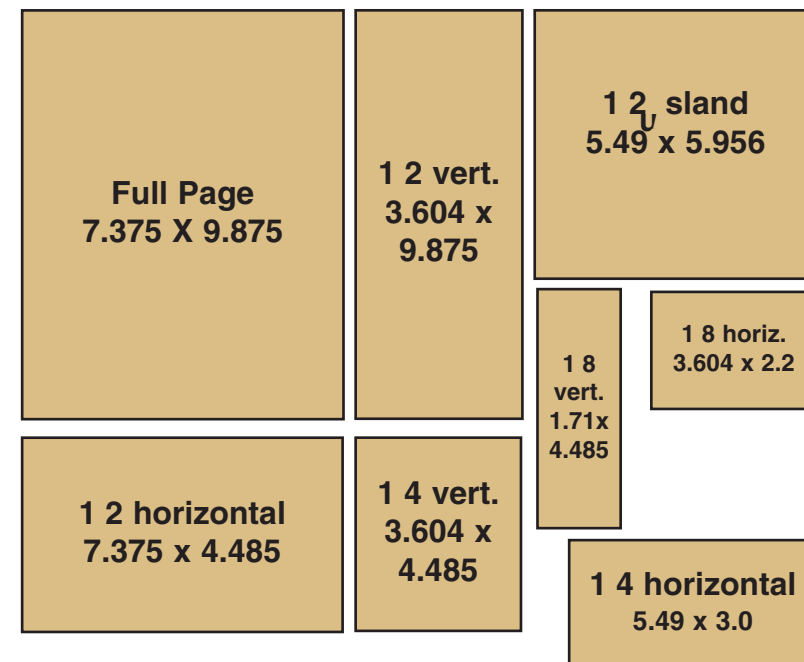 Full Page
7.375 X 9.875
1 2 vert.
3.604 x
9.875
1 2 sland
U
5.49 x 5.956
1 8
vert.
1.71x
4.485
1 8 horiz.
3.604 x 2.2
1 2 horizontal
7.375 x 4.485
1 4 vert.
3.604 x
4.485
1 4 horizontal
5.49 x 3.0